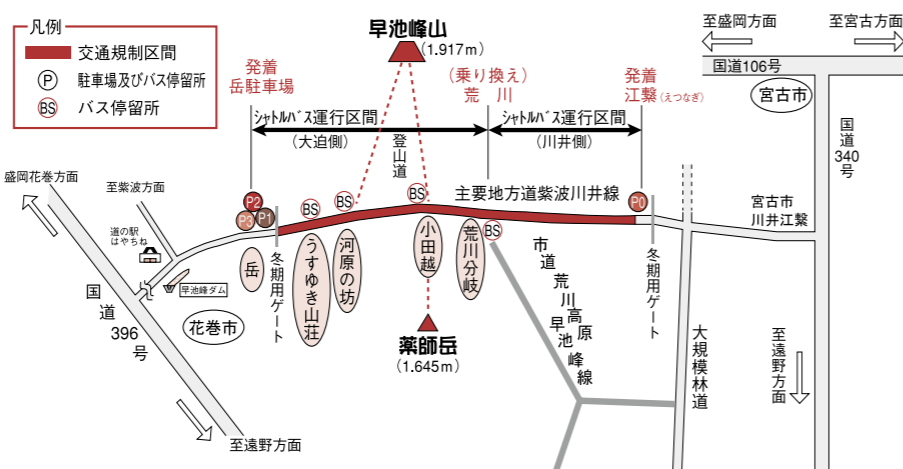 凡例
交通規制区間
P 駐車場及びバス停留所
BS バス停留所
早池峰山
(1.917m)
至盛岡方面
至宮古方面
国道106号
宮古市
国道340号
発着
岳駐車場
(乗り換え)
荒川
発着
江繋(えつなぎ)
シャトルバス運行区間
(大迫側)
シャトルバス運行区間
(川井側)
登山道
主要地方道紫波川井線
盛岡花巻方面
至紫波方面
道の駅
はやちね
早池峰ダム
P2
P3
P1
BS
BS
BS
BS
P0
宮古市
川井江繋
岳
冬期用ゲート
うすゆき山荘
河原の坊
小田越
荒川分岐
市道荒川高原早池峰線
冬期用ゲート
大規模林道
至遠野方面
国道396号
花巻市
薬師岳
(1.645m)
至遠野方面